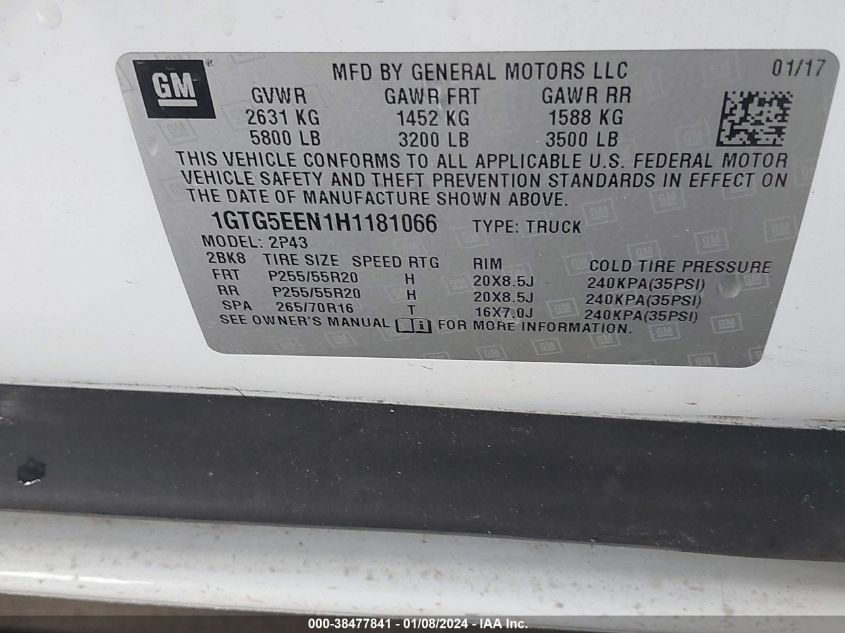 GM ®
MFD BY GENERAL MOTORS LLC 01/17
GVWR GAWR FRT GAWR RR
2631 KG 1452 KG 1588 KG
5800 LB 3200 LB 3500 LB
THIS VEHICLE CONFORMS TO ALL APPLICABLE U.S. FEDERAL MOTOR
VEHICLE SAFETY AND THEFT PREVENTION STANDARDS IN EFFECT ON
THE DATE OF MANUFACTURE SHOWN ABOVE.
1GTG5EEN1H1181066 TYPE: TRUCK
MODEL: 2P43
2BK8 TIRE SIZE SPEED RTG RIM COLD TIRE PRESSURE
FRT P255/55R20 H 20X8.5J 240KPA(35PSI)
RR P255/55R20 H 20X8.5J 240KPA(35PSI)
SPA 265/70R16 T 16X7.0J 240KPA(35PSI)
SEE OWNER'S MANUAL FOR MORE INFORMATION.
000-38477841 - 01/08/2024 - IAA Inc.